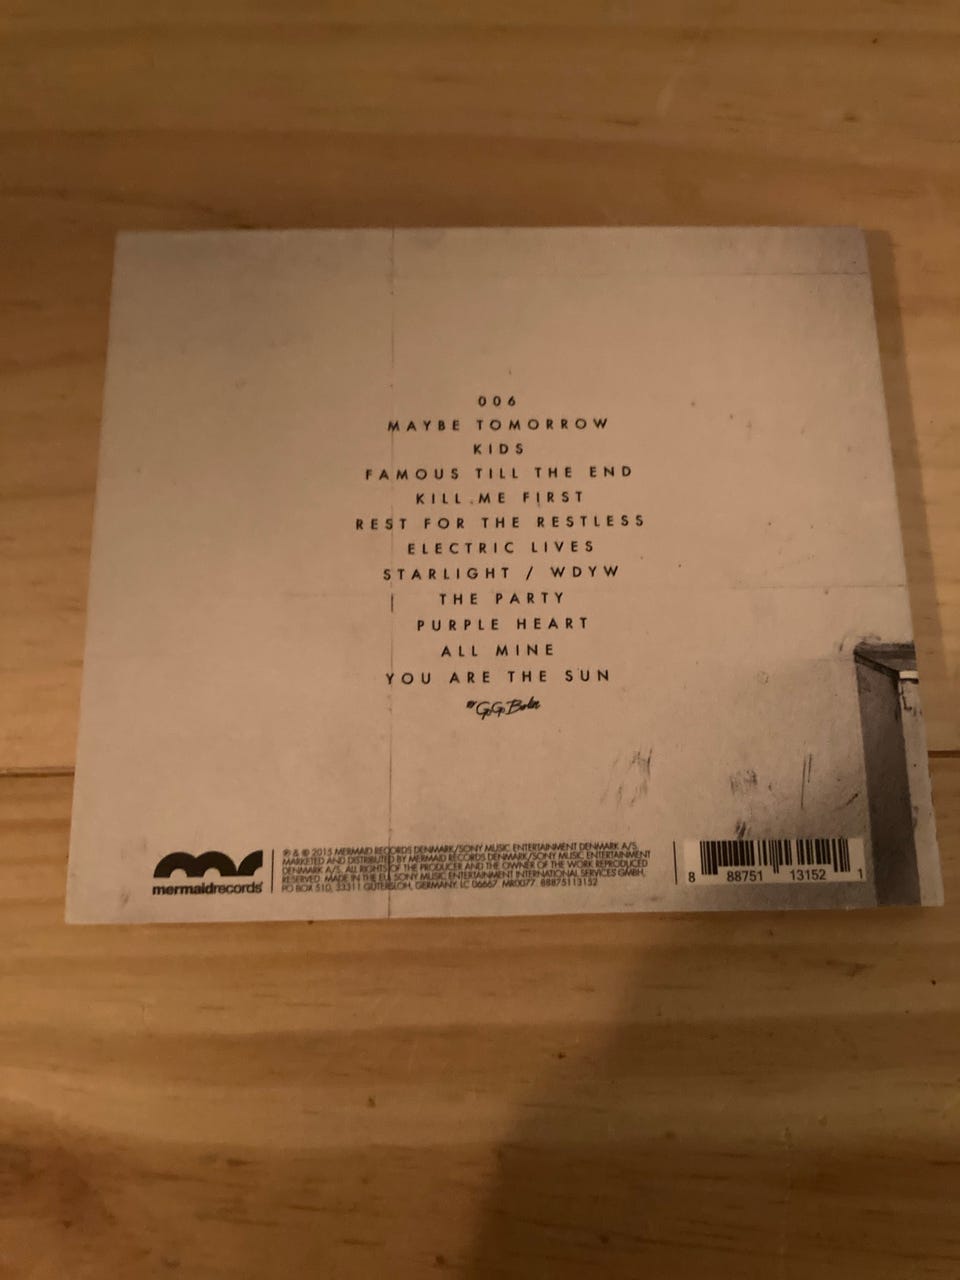 006
MAYBE TOMORROW
KIDS
FAMOUS TILL THE END
KILL ME FIRST
REST FOR THE RESTLESS
ELECTRIC LIVES
STARLIGHT / WDYW
THE PARTY
PURPLE HEART
ALL MINE
YOU ARE THE SUN
BY GoGo Berlin
mermaidrecords
℗ & © 2015 MERMAID RECORDS DENMARK/SONY MUSIC ENTERTAINMENT DENMARK A/S.
MARKETED AND DISTRIBUTED BY MERMAID RECORDS DENMARK/SONY MUSIC ENTERTAINMENT
DENMARK A/S. ALL RIGHTS OF THE PRODUCER AND THE OWNER OF THE WORK REPRODUCED
RESERVED. MADE IN THE EU. SONY MUSIC ENTERTAINMENT INTERNATIONAL SERVICES GMBH,
PO BOX 510, 33311 GÜTERSLOH, GERMANY. LC 06667. MR0077. 88875113152
8 88751 13152 1